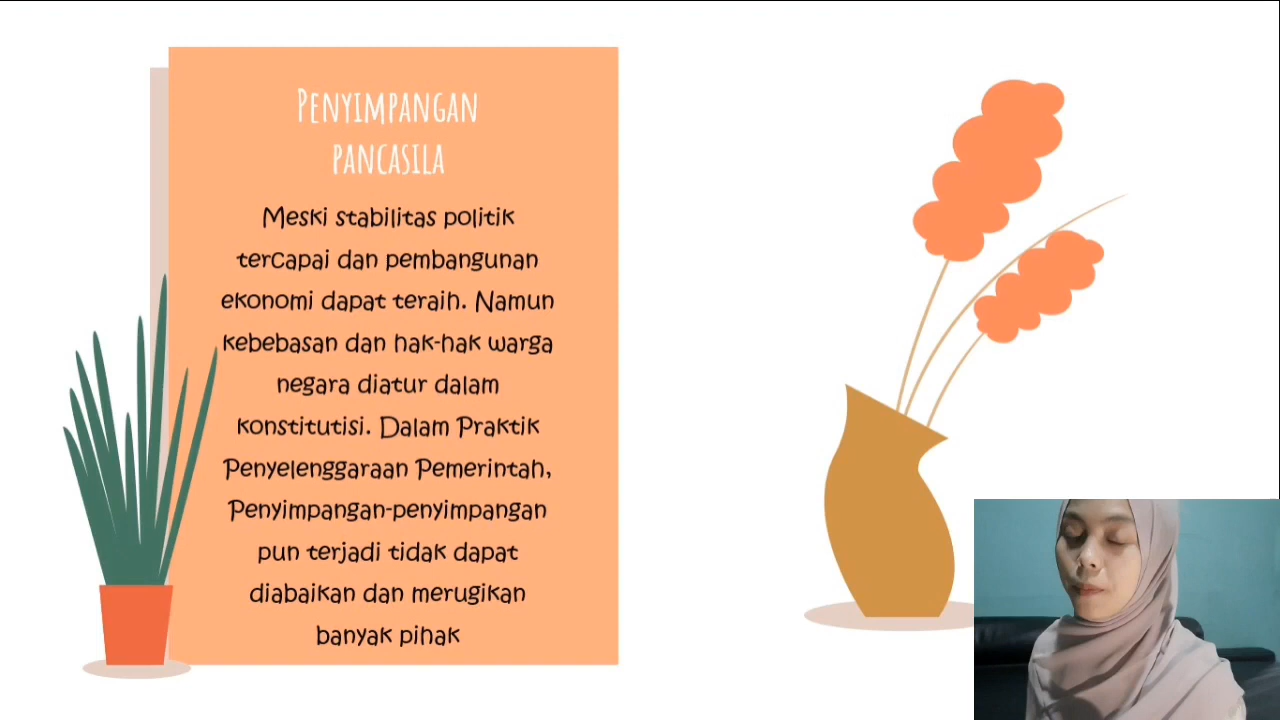 Penyimpangan
pancasila
Meski stabilitas politik
tercapai dan pembangunan
ekonomi dapat teraih. Namun
kebebasan dan hak-hak warga
negara diatur dalam
konstitutisi. Dalam Praktik
Penyelenggaraan Pemerintah,
Penyimpangan-penyimpangan
pun terjadi tidak dapat
diabaikan dan merugikan
banyak pihak